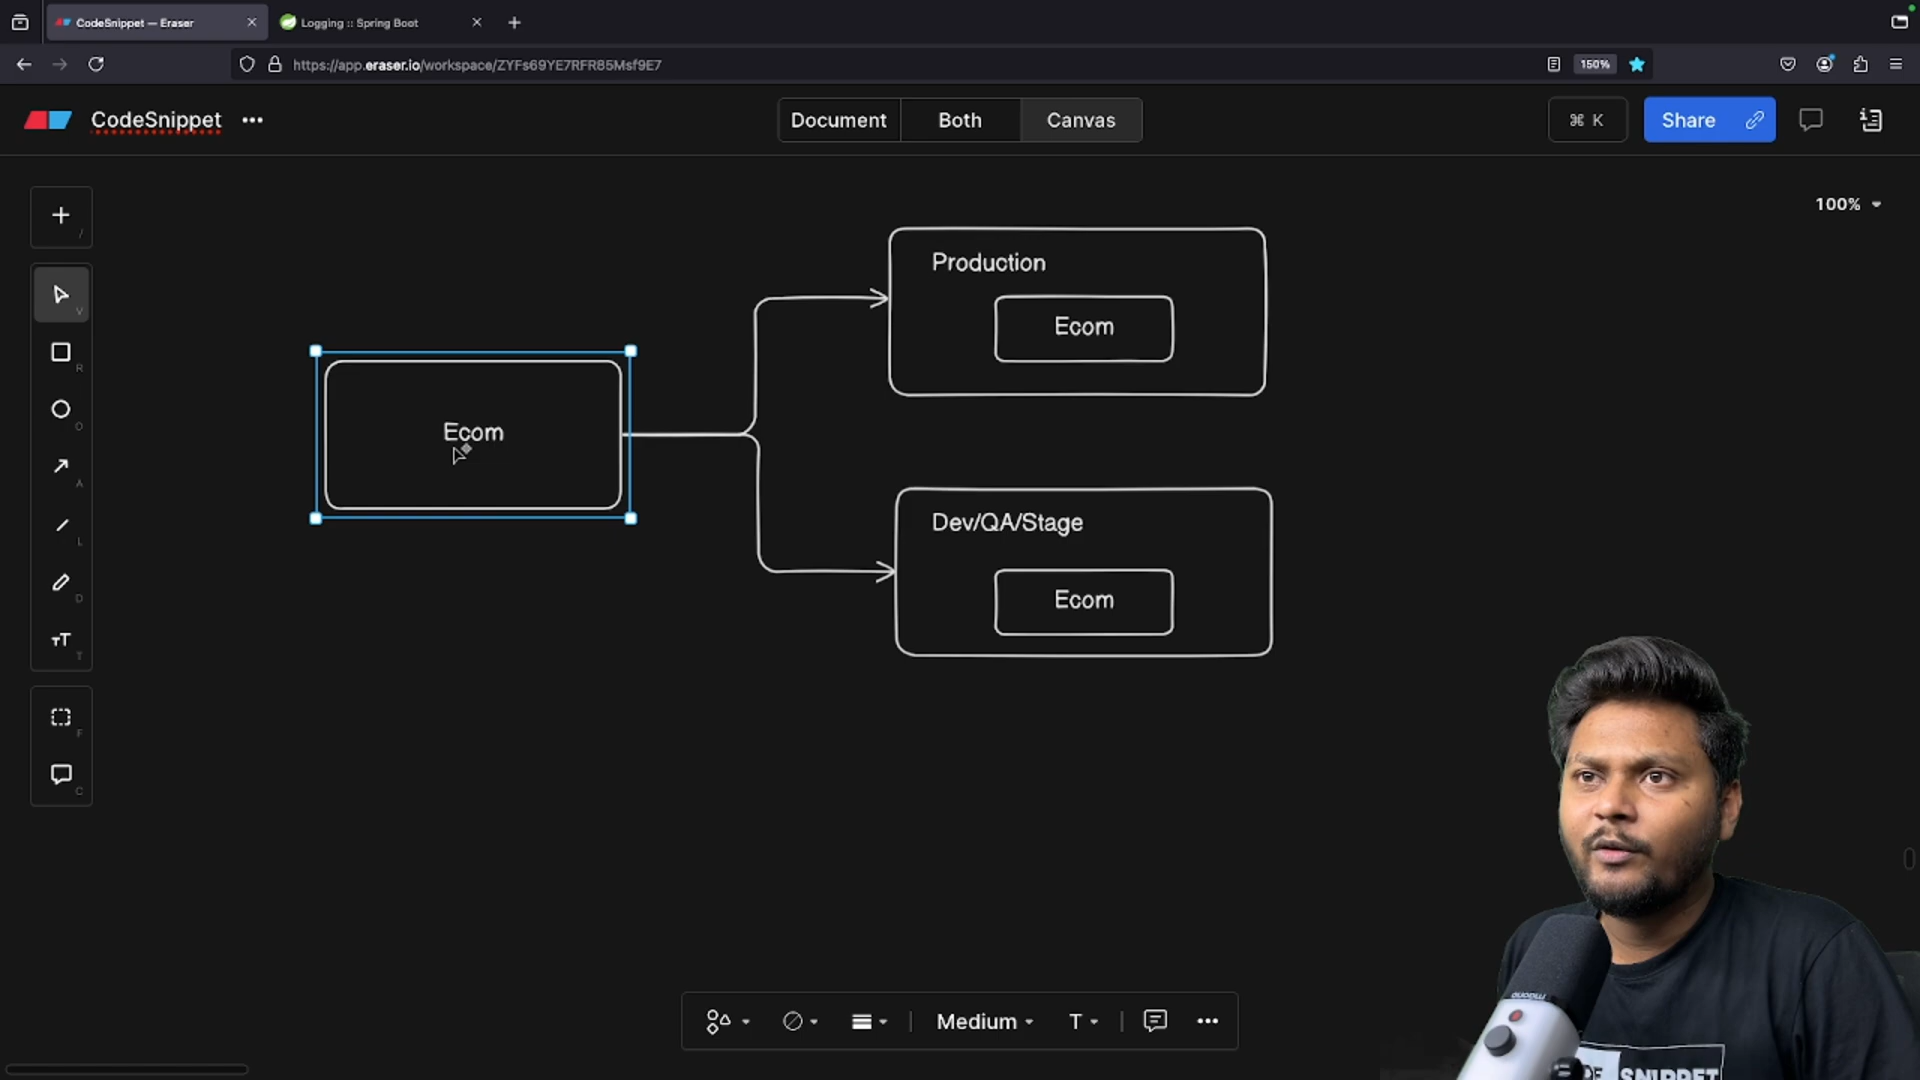 CodeSnippet — Eraser
Logging :: Spring Boot
https://app.eraser.io/workspace/ZYFs69YE7RFR85Msf9E7
150%
CodeSnippet
Document
Both
Canvas
⌘ K
Share
100%
/
V
R
O
A
L
D
T
F
C
Production
Ecom
Ecom
Dev/QA/Stage
Ecom
Medium
T
SNIPPET